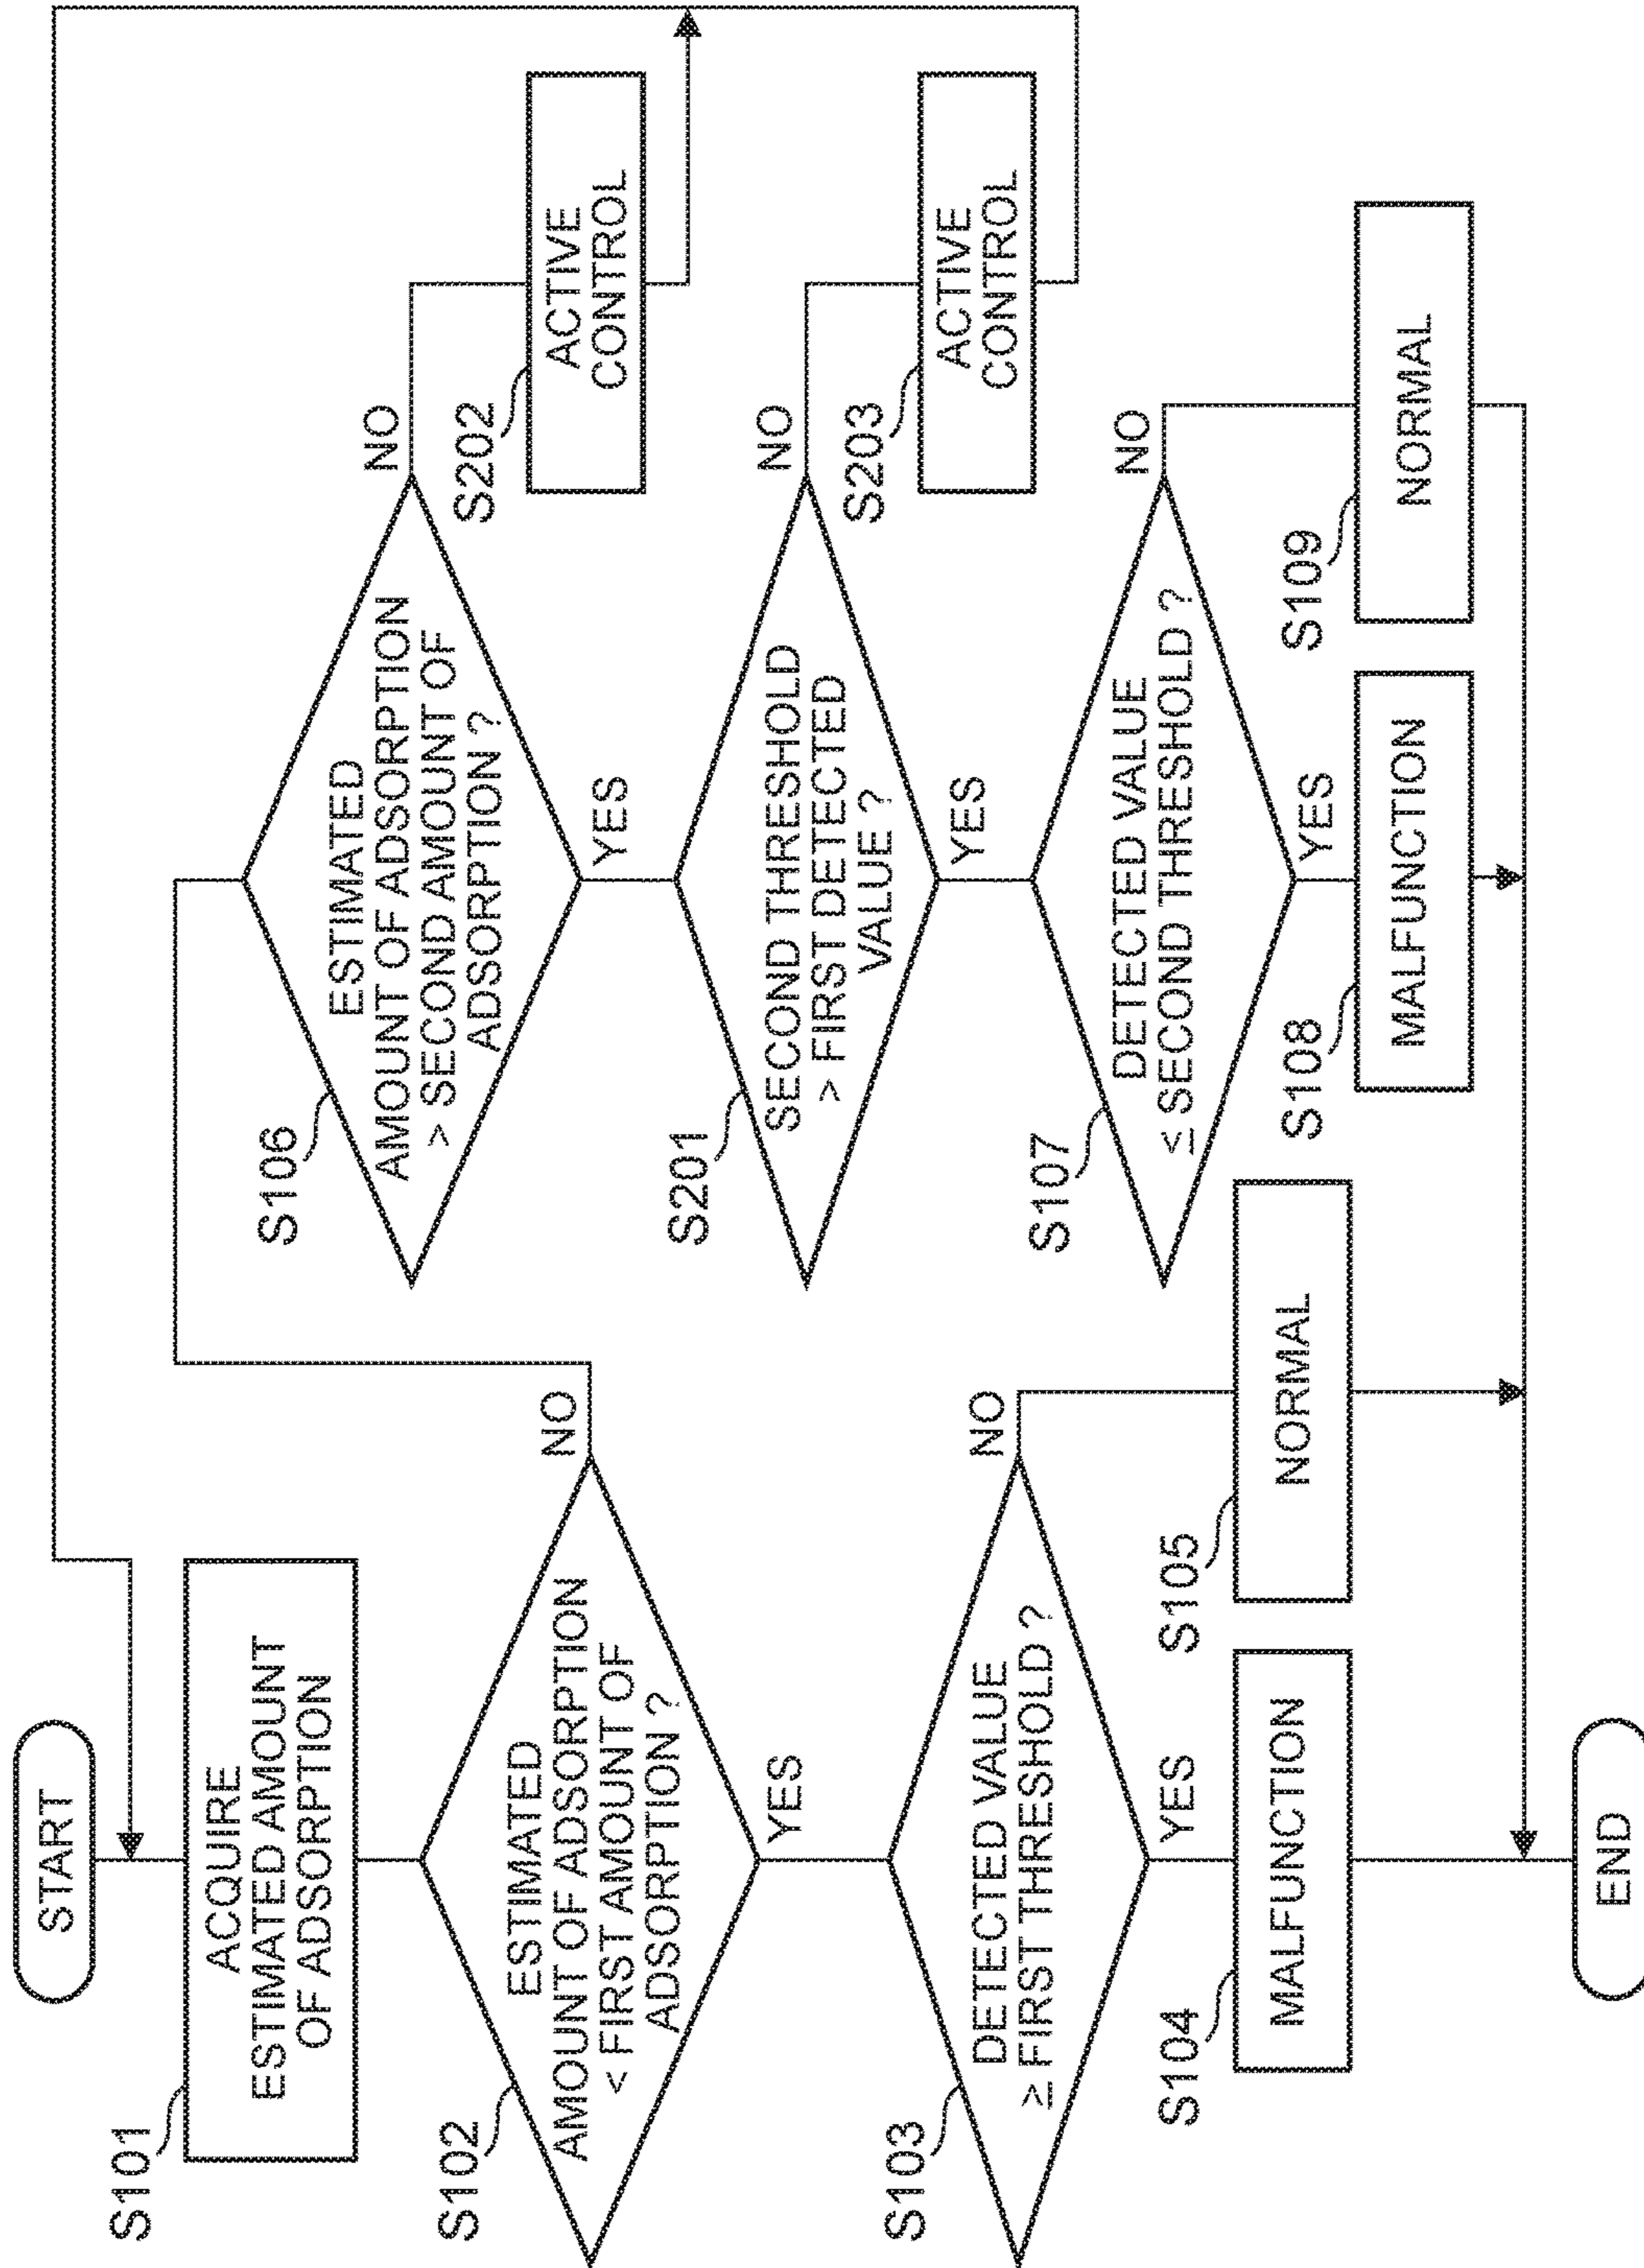 START
S101
ACQUIRE
ESTIMATED AMOUNT
OF ADSORPTION
S102
ESTIMATED
AMOUNT OF ADSORPTION
< FIRST AMOUNT OF
ADSORPTION ?
NO
YES
S103
DETECTED VALUE
≥ FIRST THRESHOLD ?
NO
YES
S104
MALFUNCTION
S105
NORMAL
END
S106
ESTIMATED
AMOUNT OF ADSORPTION
> SECOND AMOUNT OF
ADSORPTION ?
NO
YES
S202
ACTIVE
CONTROL
S201
SECOND THRESHOLD
> FIRST DETECTED
VALUE ?
NO
YES
S203
ACTIVE
CONTROL
S107
DETECTED VALUE
≤ SECOND THRESHOLD ?
NO
YES
S108
MALFUNCTION
S109
NORMAL